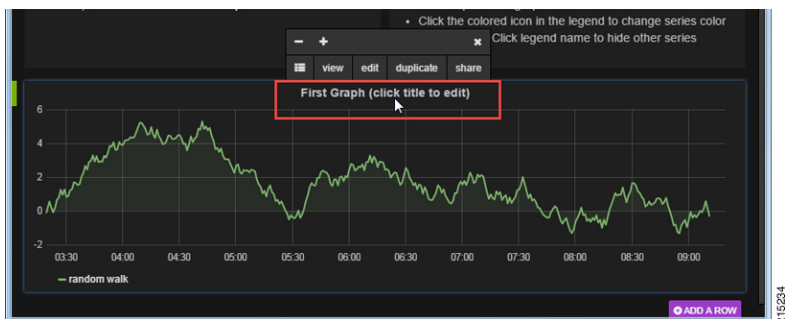 • Click the colored icon in the legend to change series color
Click legend name to hide other series
− + ×
view edit duplicate share
First Graph (click title to edit)
6
4
2
0
-2
03:30 04:00 04:30 05:00 05:30 06:00 06:30 07:00 07:30 08:00 08:30 09:00
random walk
ADD A ROW